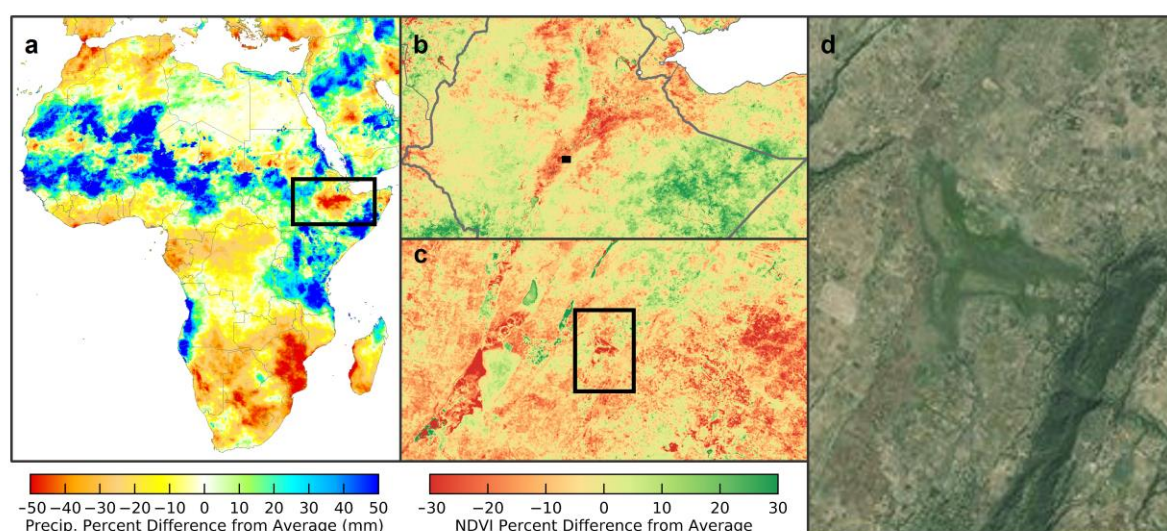 a
b
c
d
−50 −40 −30 −20 −10 0 10 20 30 40 50
Precip. Percent Difference from Average (mm)
−30 −20 −10 0 10 20 30
NDVI Percent Difference from Average